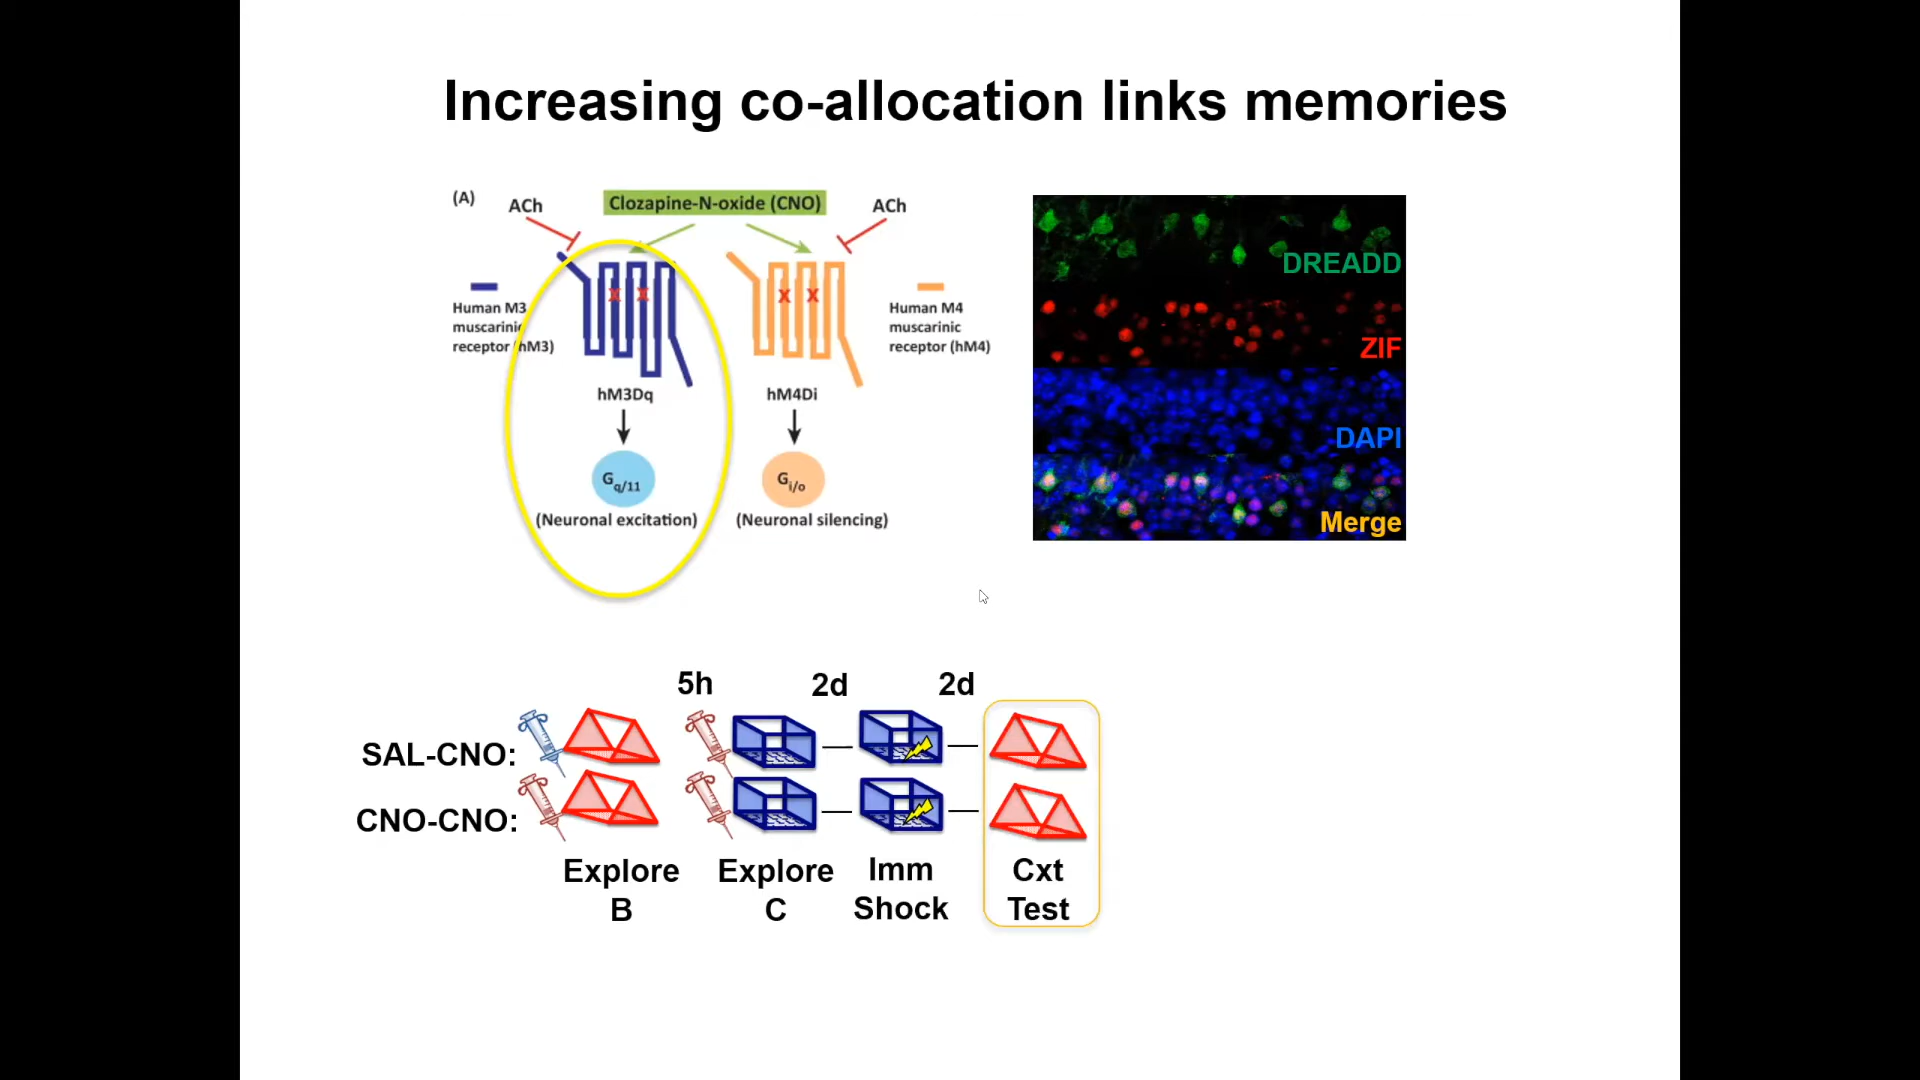 Increasing co-allocation links memories
(A)
ACh
Clozapine-N-oxide (CNO)
ACh
x x
x x
Human M3
muscarinic
receptor (hM3)
Human M4
muscarinic
receptor (hM4)
hM3Dq
hM4Di
Gq/11
Gi/o
(Neuronal excitation)
(Neuronal silencing)
DREADD
ZIF
DAPI
Merge
5h
2d
2d
SAL-CNO:
CNO-CNO:
Explore
B
Explore
C
Imm
Shock
Cxt
Test